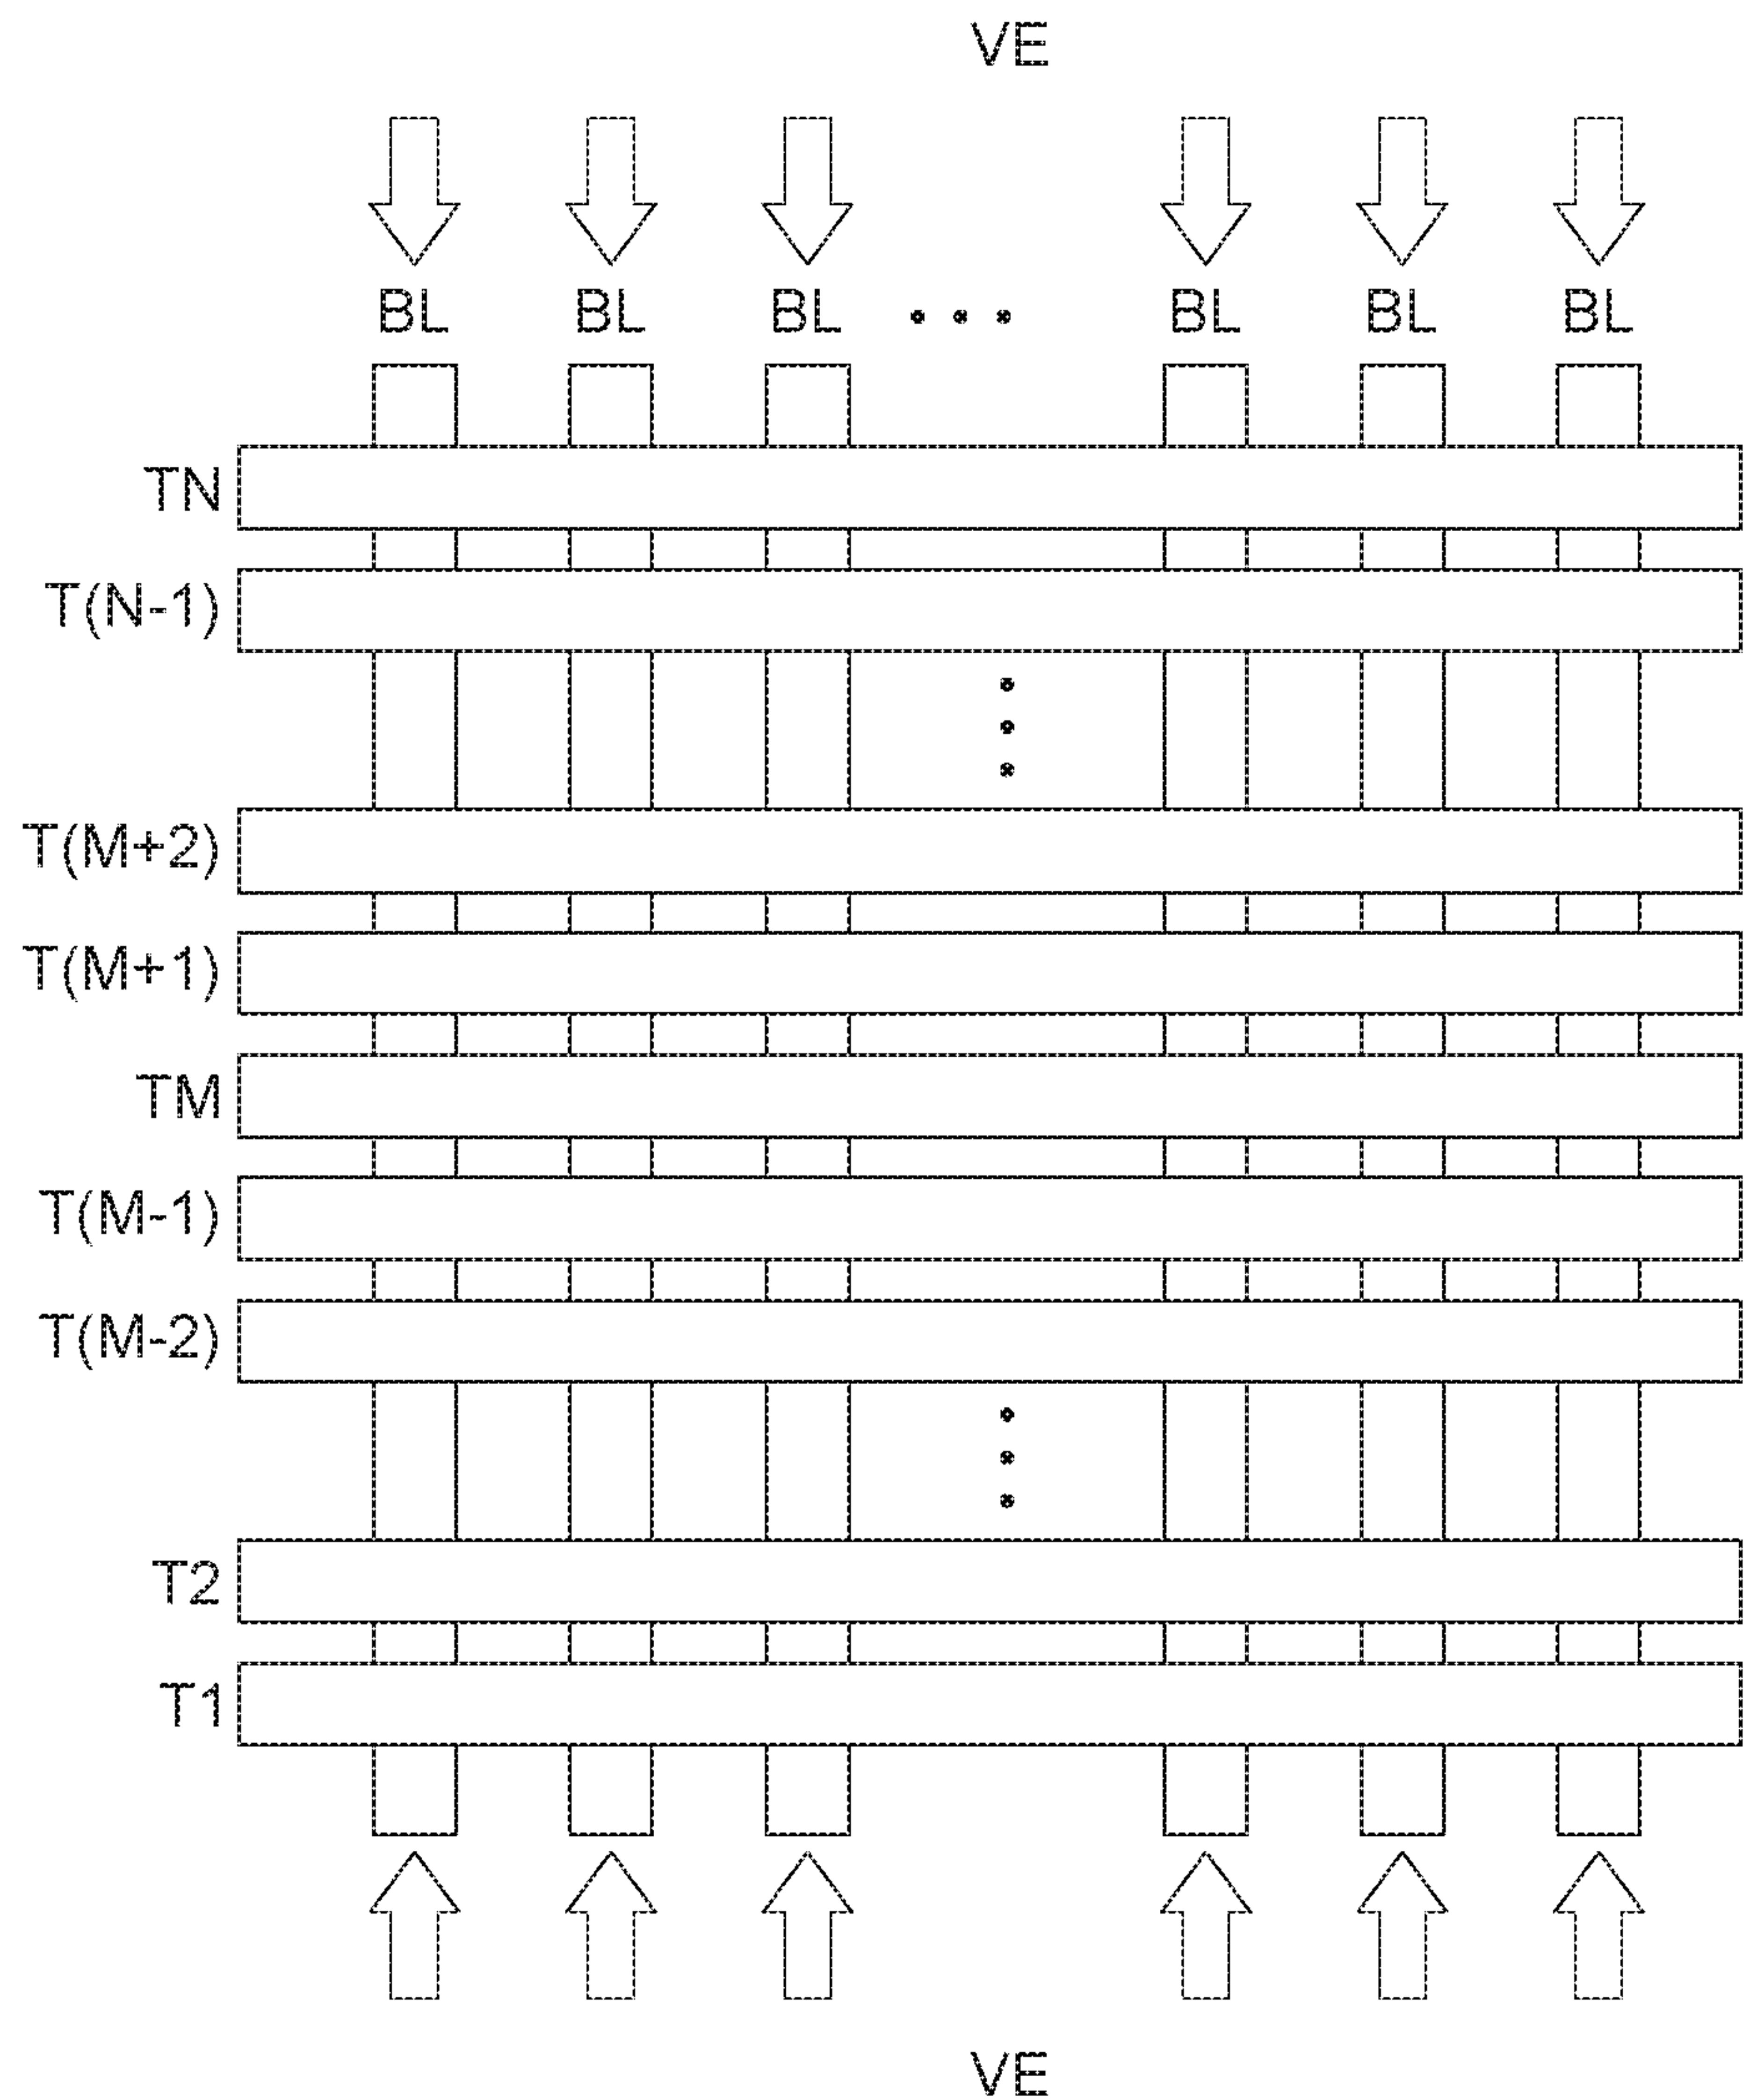 VE
BL BL BL • • • BL BL BL
TN
T(N-1)
T(M+2)
T(M+1)
TM
T(M-1)
T(M-2)
T2
T1
VE